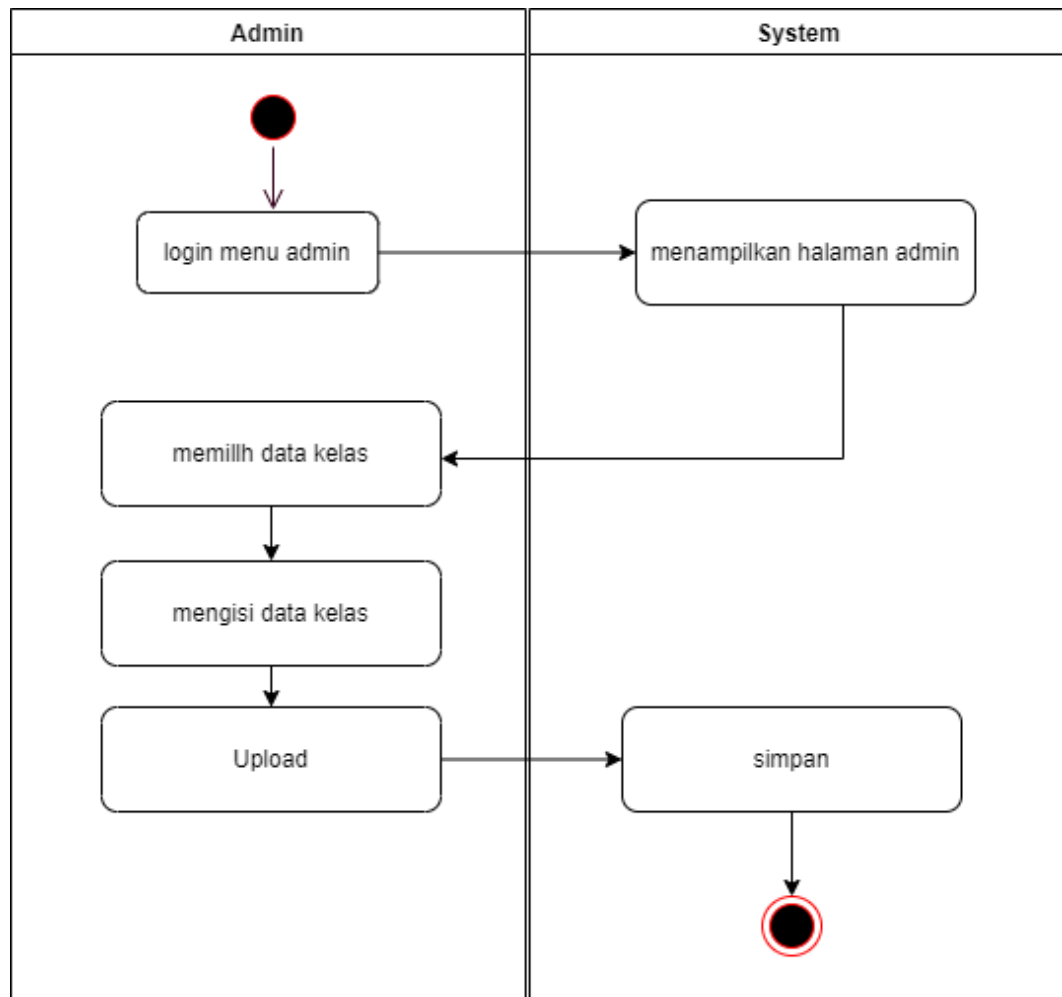 Admin
System
login menu admin
menampilkan halaman admin
memillh data kelas
mengisi data kelas
Upload
simpan